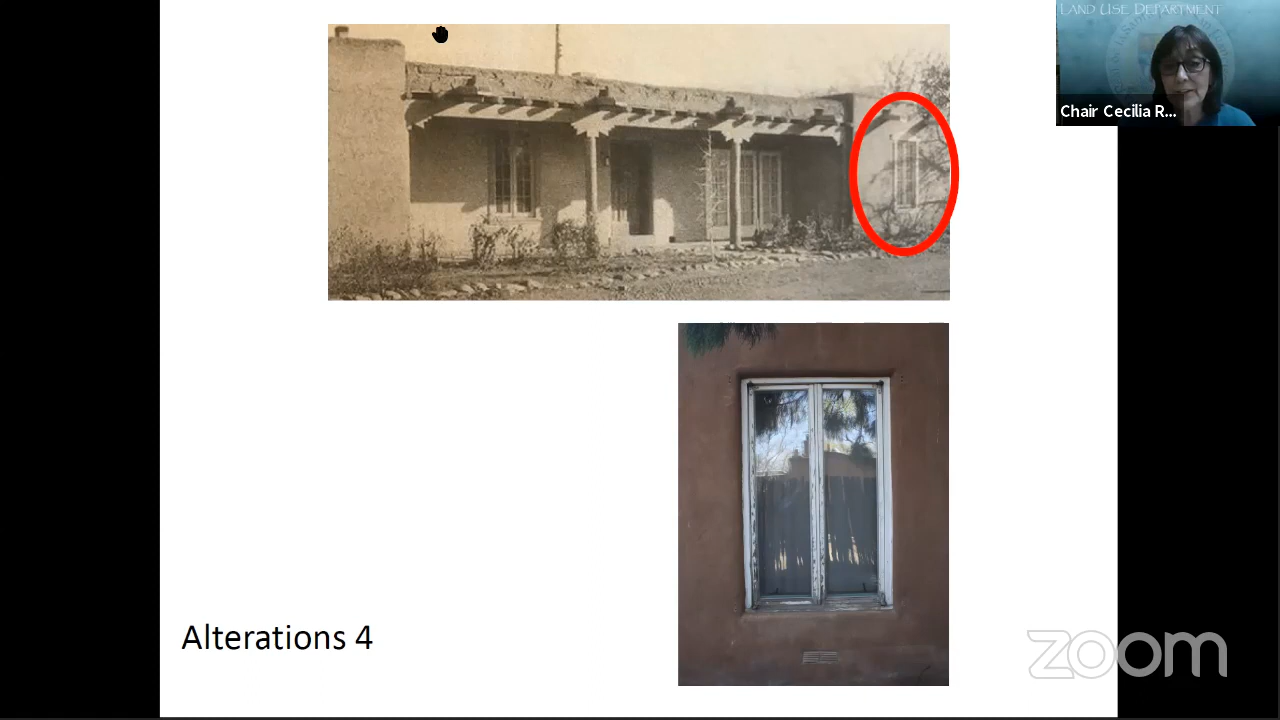 LAND USE DEPARTMENT
Chair Cecilia R...
Alterations 4
zoom